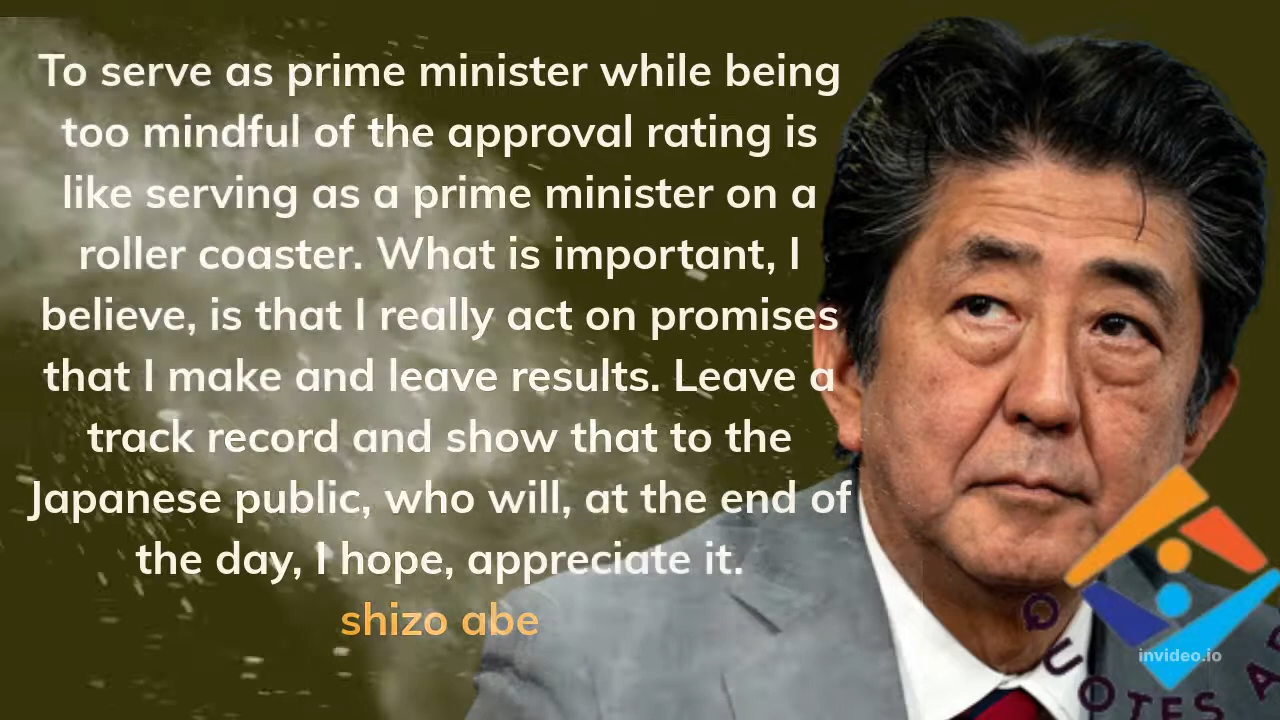 To serve as prime minister while being
too mindful of the approval rating is
like serving as a prime minister on a
roller coaster. What is important, I
believe, is that I really act on promises
that I make and leave results. Leave a
track record and show that to the
Japanese public, who will, at the end of
the day, I hope, appreciate it.
shizo abe
invideo.io
QUOTES